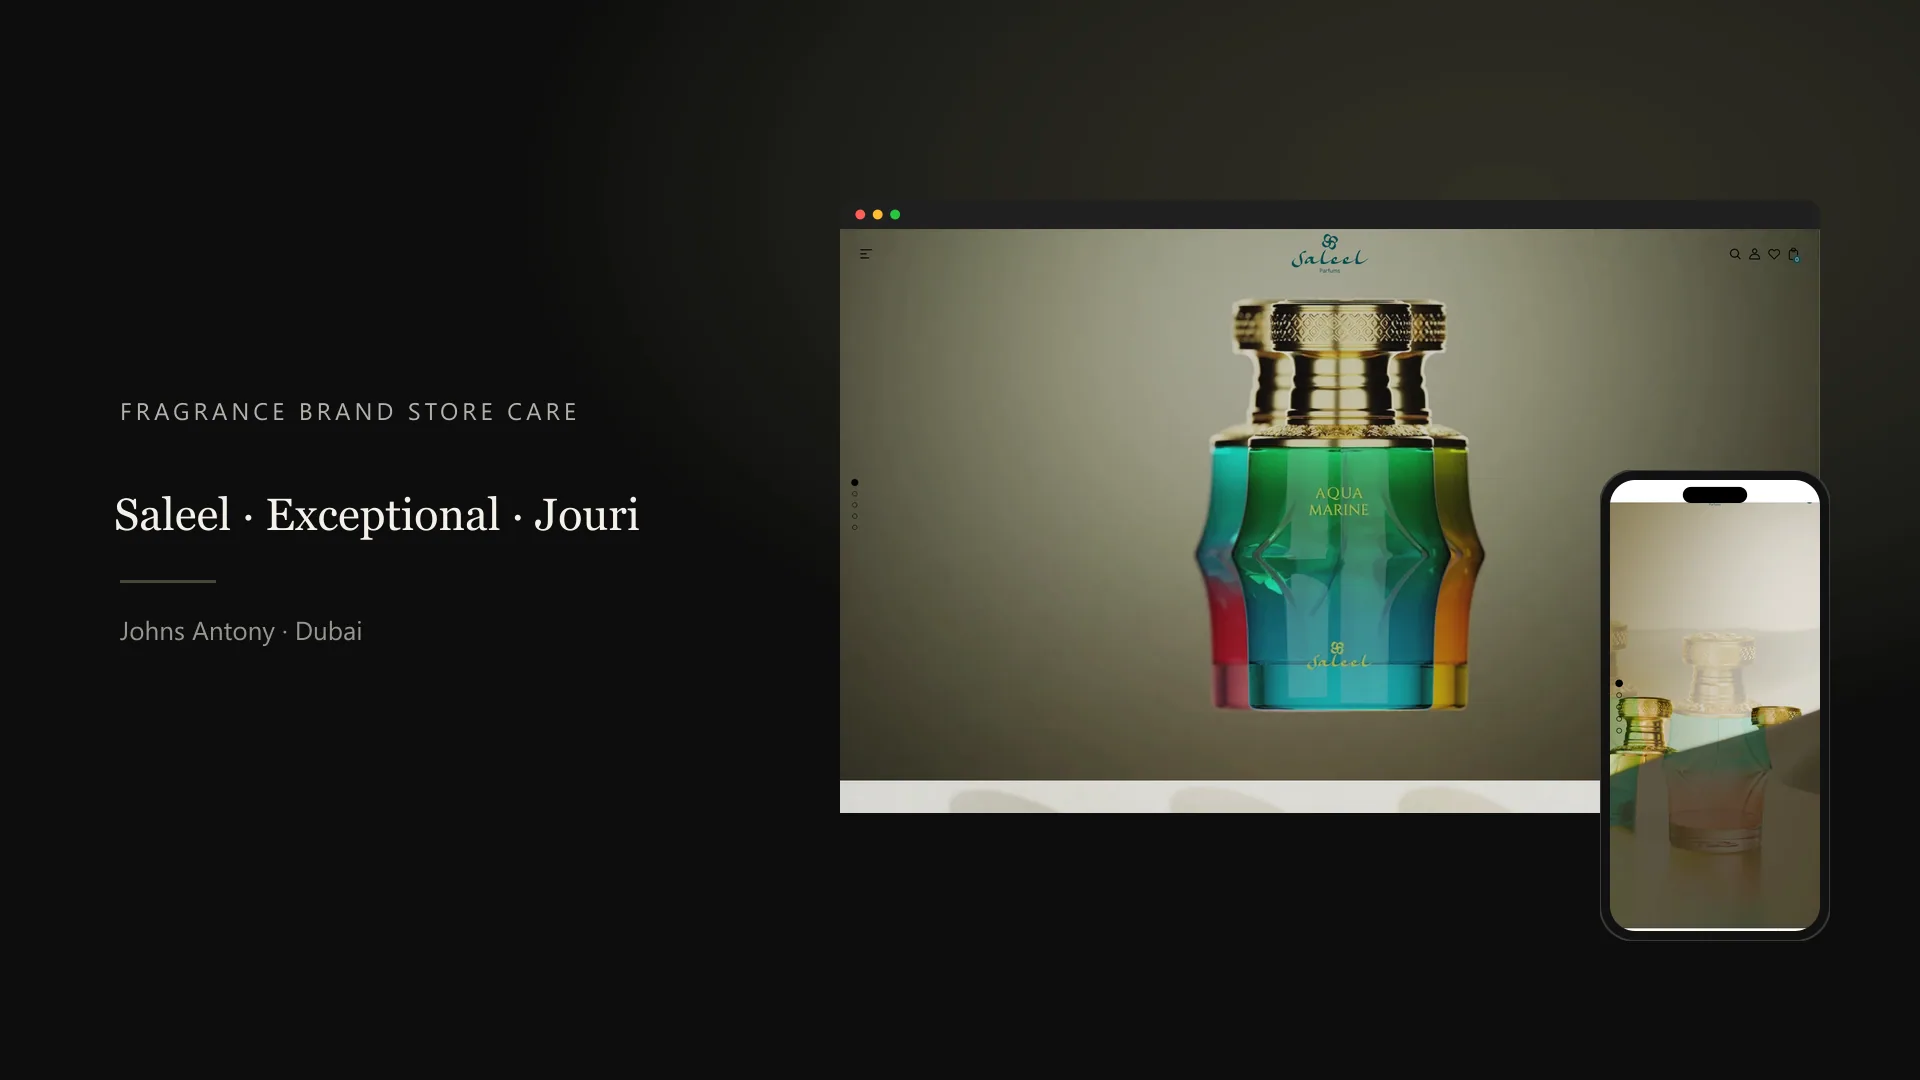 FRAGRANCE BRAND STORE CARE
Saleel · Exceptional · Jouri
Johns Antony · Dubai
Saleel
Parfums
AQUA
MARINE
Saleel